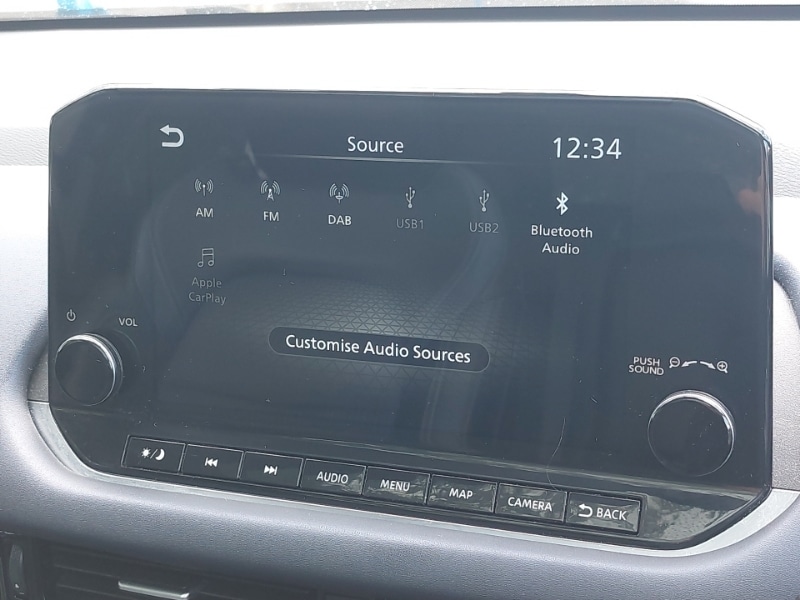 Source
12:34
AM
FM
DAB
USB1
USB2
Bluetooth
Audio
Apple
CarPlay
VOL
Customise Audio Sources
PUSH
SOUND
AUDIO
MENU
MAP
CAMERA
BACK